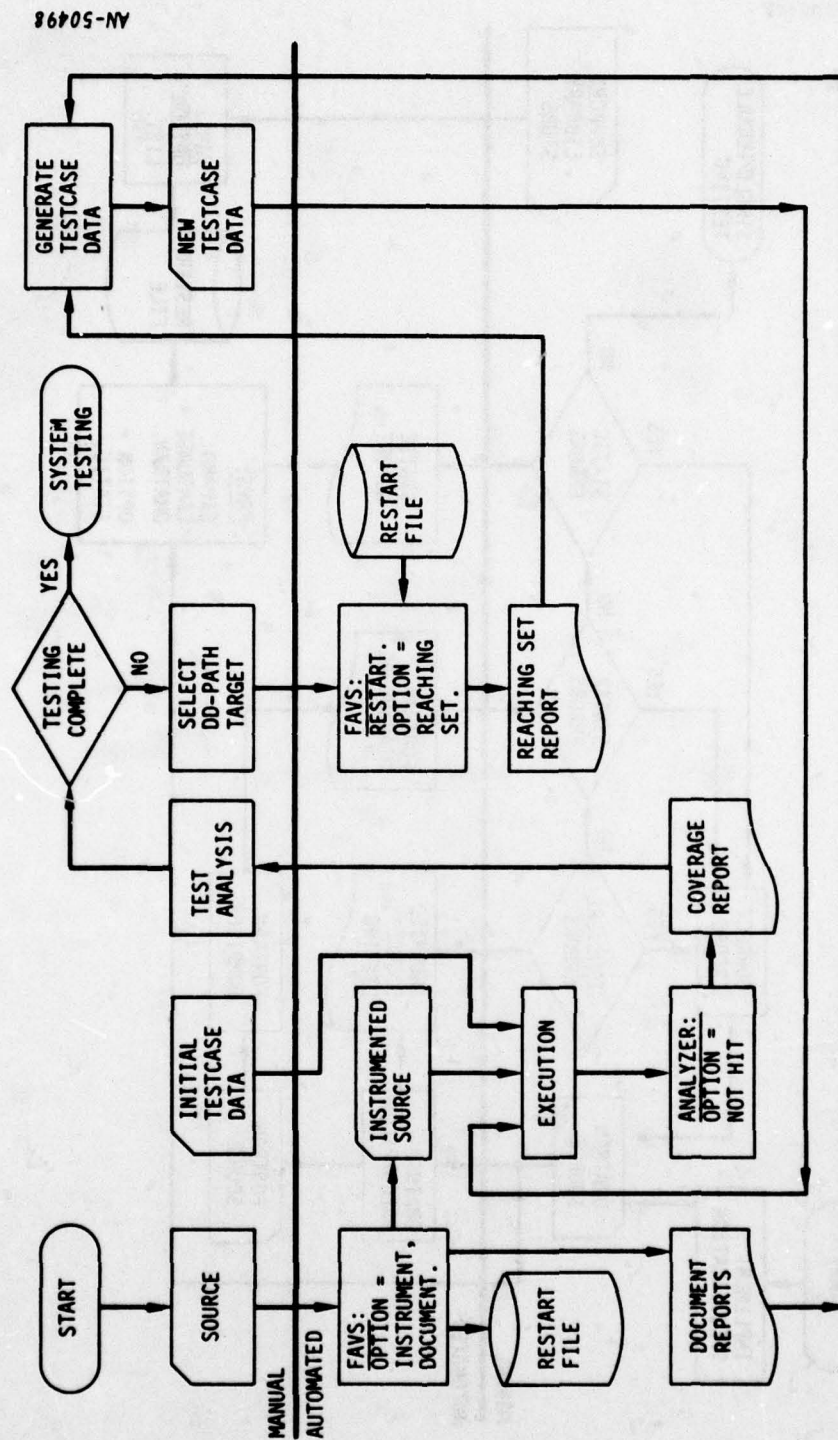 AN-50498
START
SOURCE
MANUAL
AUTOMATED
FAVS:
OPTION =
INSTRUMENT,
DOCUMENT.
RESTART
FILE
DOCUMENT
REPORTS
INITIAL
TESTCASE
DATA
INSTRUMENTED
SOURCE
EXECUTION
ANALYZER:
OPTION =
NOT HIT
COVERAGE
REPORT
TEST
ANALYSIS
TESTING
COMPLETE
YES
NO
SYSTEM
TESTING
SELECT
DD-PATH
TARGET
FAVS:
RESTART.
OPTION =
REACHING
SET.
RESTART
FILE
REACHING SET
REPORT
GENERATE
TESTCASE
DATA
NEW
TESTCASE
DATA